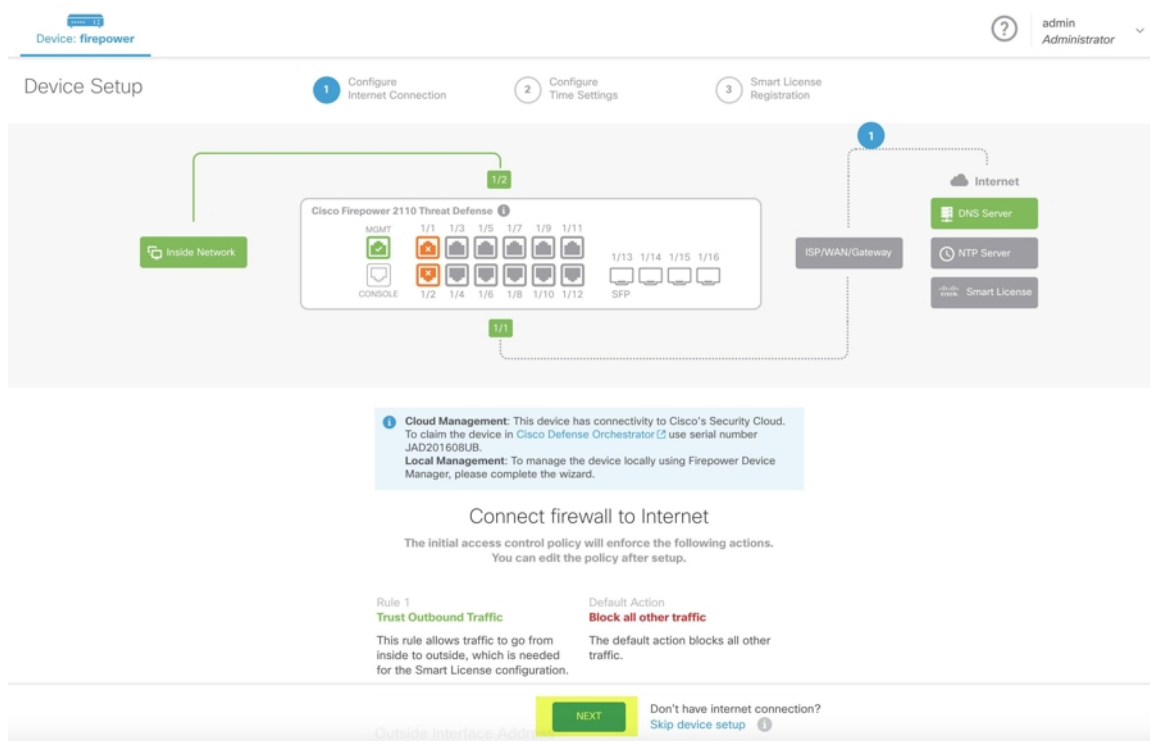 Device: firepower
?
admin
Administrator
Device Setup
1
Configure
Internet Connection
2
Configure
Time Settings
3
Smart License
Registration
1
Internet
1/2
Cisco Firepower 2110 Threat Defense
MGMT 1/1 1/3 1/5 1/7 1/9 1/11
DNS Server
Inside Network
ISP/WAN/Gateway
NTP Server
1/13 1/14 1/15 1/16
CONSOLE 1/2 1/4 1/6 1/8 1/10 1/12 SFP
Smart License
1/1
Cloud Management: This device has connectivity to Cisco's Security Cloud.
To claim the device in Cisco Defense Orchestrator use serial number
JAD201608UB.
Local Management: To manage the device locally using Firepower Device
Manager, please complete the wizard.
Connect firewall to Internet
The initial access control policy will enforce the following actions.
You can edit the policy after setup.
Rule 1
Trust Outbound Traffic
This rule allows traffic to go from
inside to outside, which is needed
for the Smart License configuration.
Default Action
Block all other traffic
The default action blocks all other
traffic.
NEXT
Don't have internet connection?
Skip device setup
Outside Interface Address